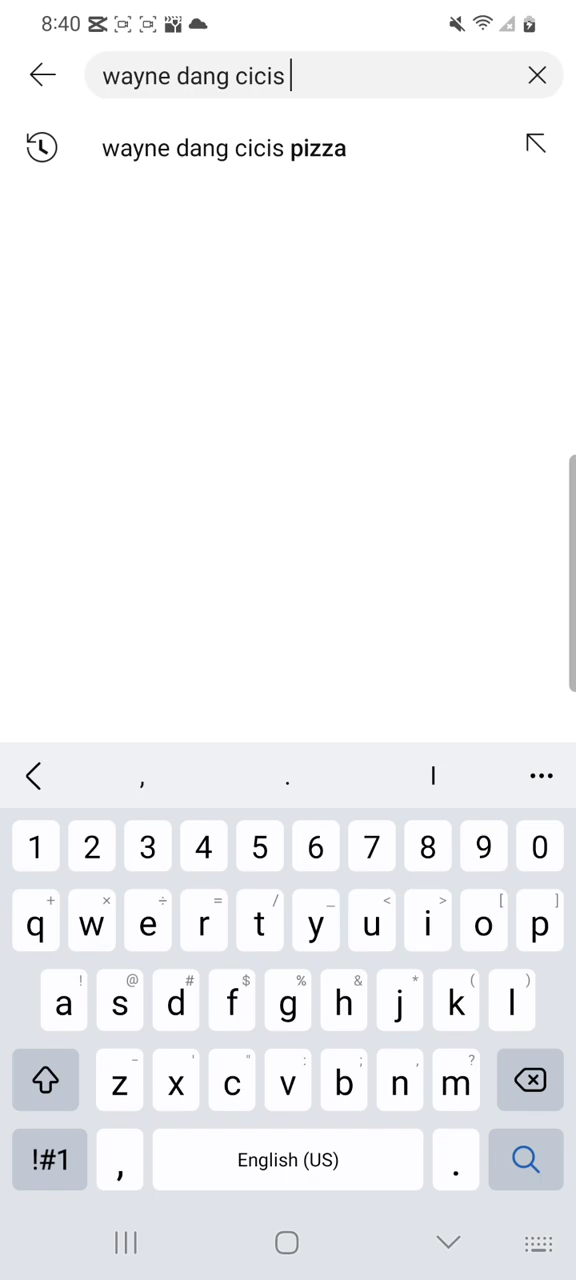 8:40
wayne dang cicis
wayne dang cicis pizza
, . I
1 2 3 4 5 6 7 8 9 0
+ × ÷ = / _ < > [ ]
q w e r t y u i o p
! @ # $ % & * ( )
a s d f g h j k l
- ' " : ; , ?
z x c v b n m
!#1 , English (US) .